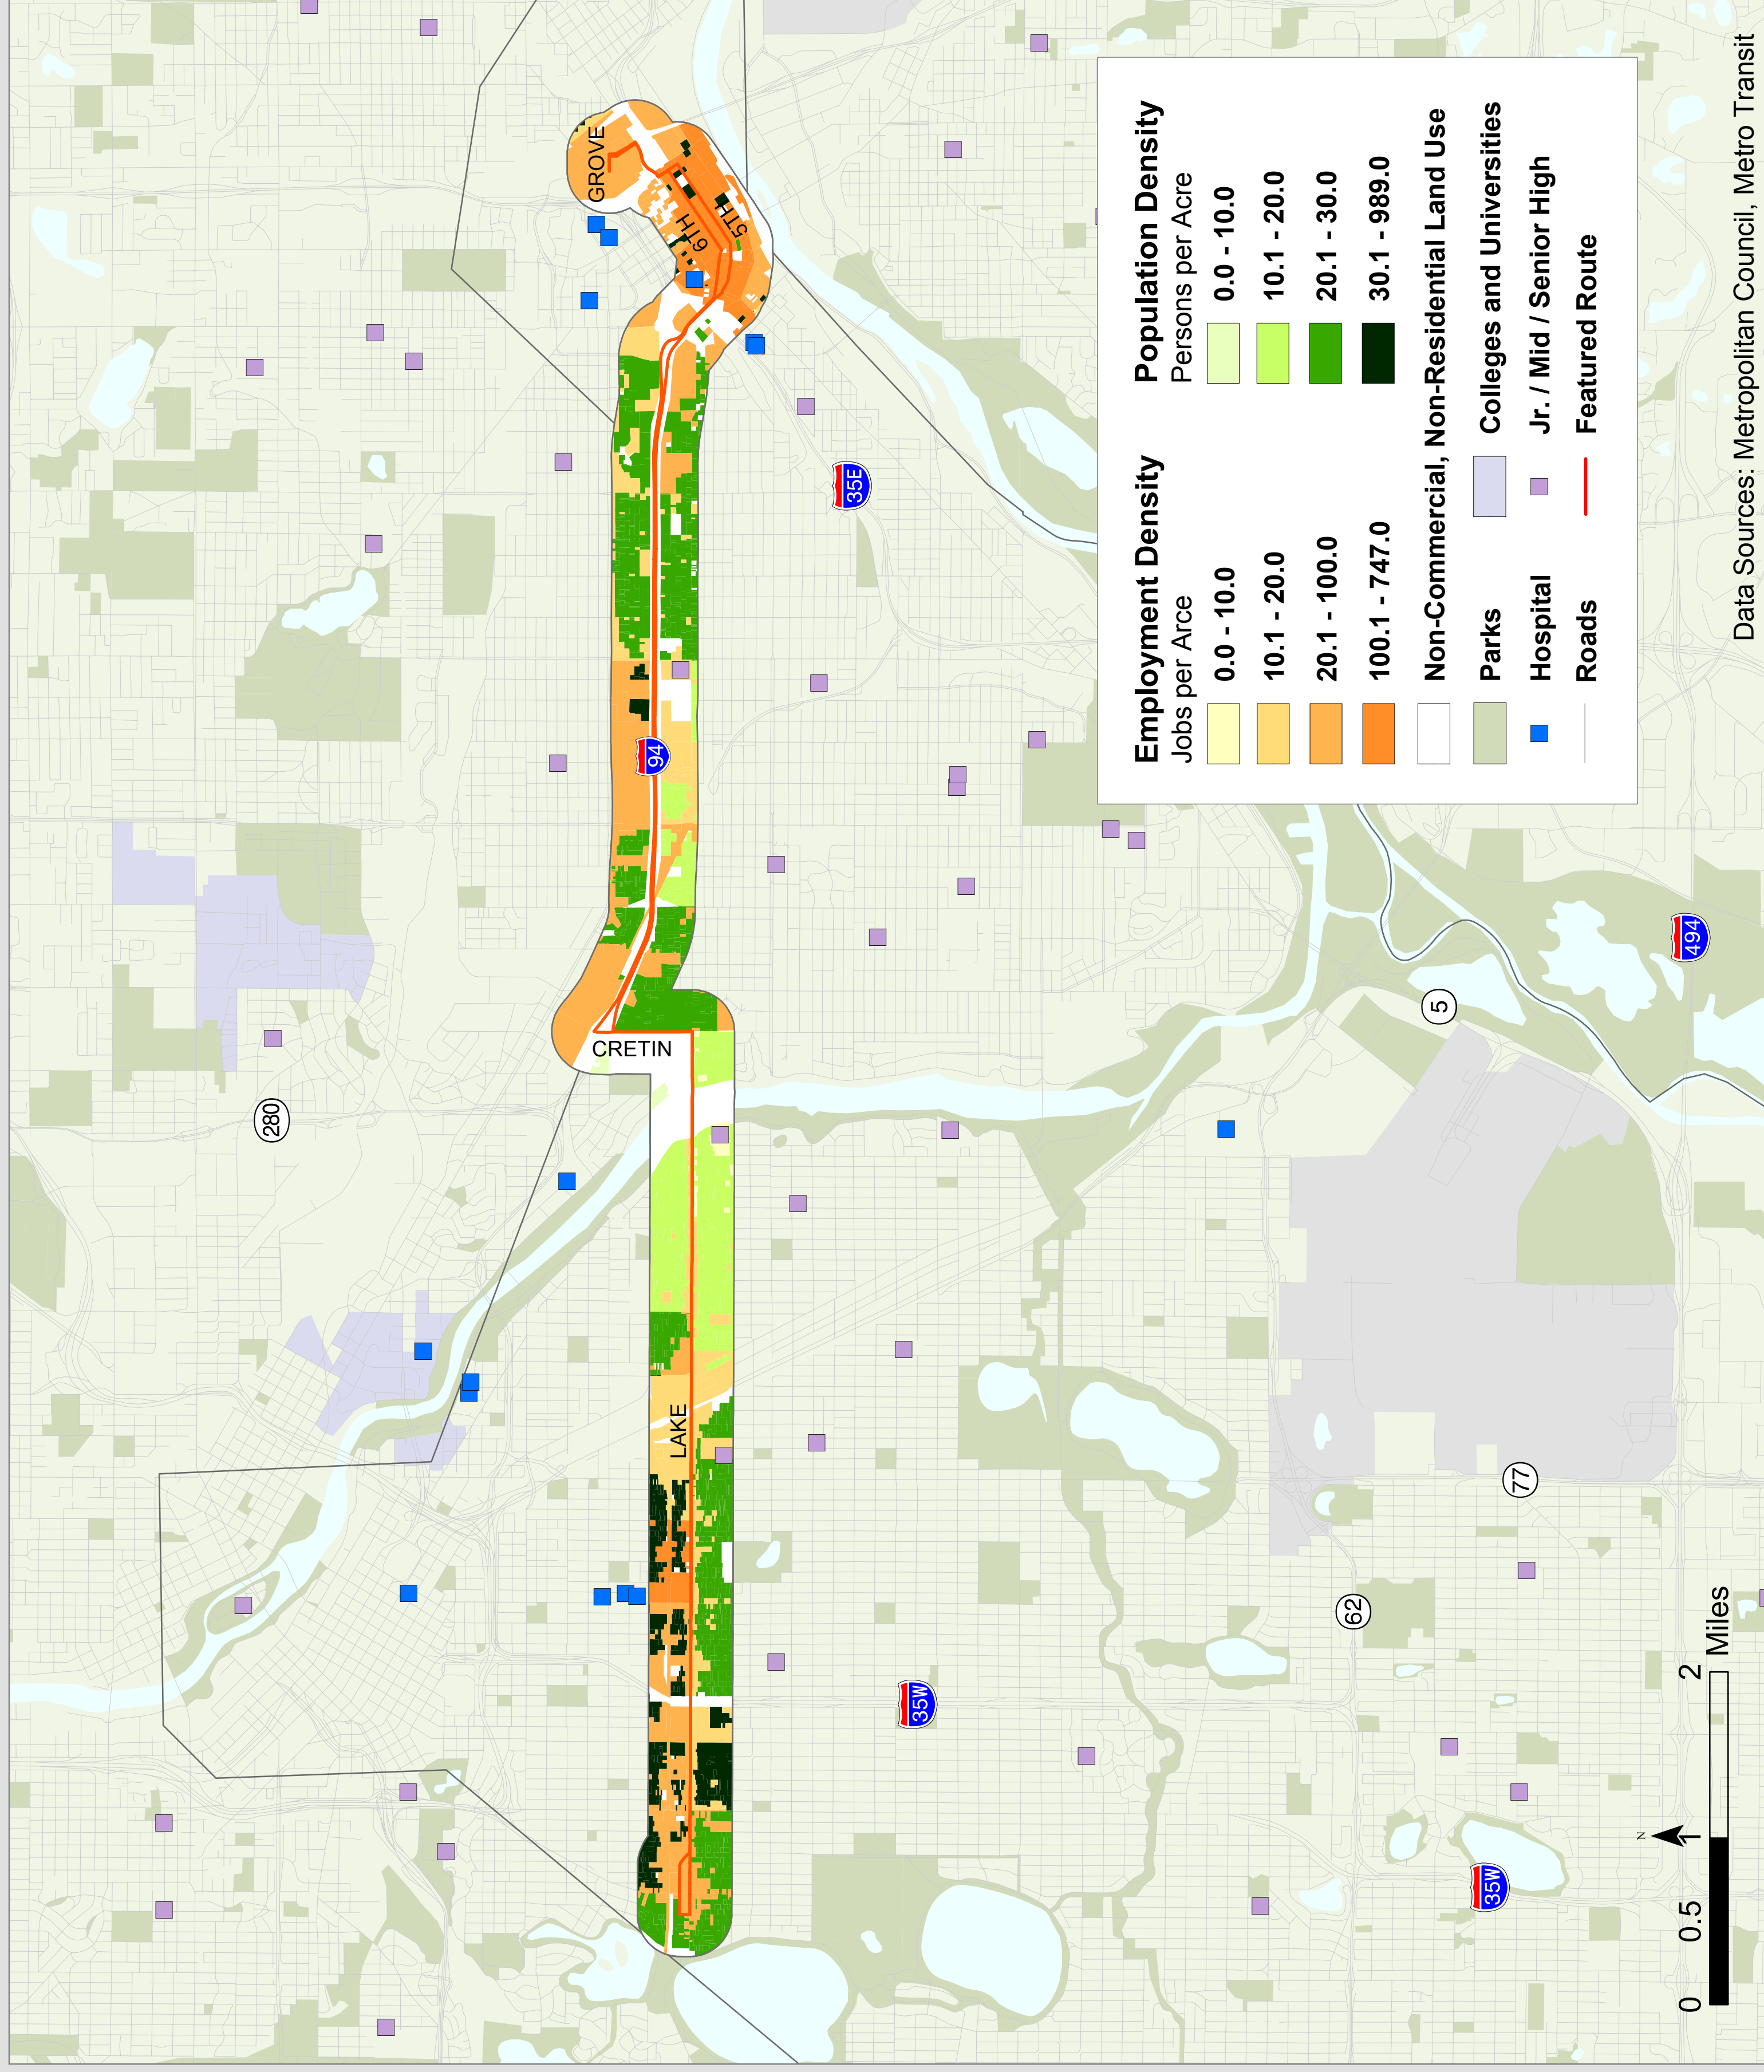 GROVE
6TH
5TH
94
35E
CRETIN
280
LAKE
5
494
77
62
35W
35W
Employment Density
Jobs per Arce
0.0 - 10.0
10.1 - 20.0
20.1 - 100.0
100.1 - 747.0
Population Density
Persons per Acre
0.0 - 10.0
10.1 - 20.0
20.1 - 30.0
30.1 - 989.0
Non-Commercial, Non-Residential Land Use
Parks
Colleges and Universities
Hospital
Jr. / Mid / Senior High
Roads
Featured Route
N
0 0.5 1 2 Miles
Data Sources: Metropolitan Council, Metro Transit